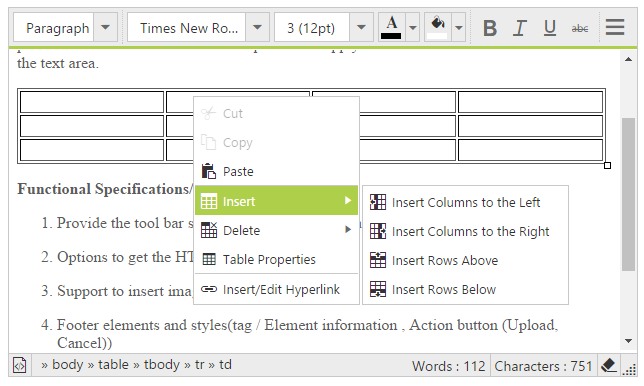 Paragraph Times New Ro... 3 (12pt) A B I U abc
the text area.
Cut
Copy
Paste
Functional Specifications/
Insert
Insert Columns to the Left
1. Provide the tool bar s
Delete
Insert Columns to the Right
2. Options to get the HT
Table Properties
Insert Rows Above
3. Support to insert ima
Insert/Edit Hyperlink
Insert Rows Below
4. Footer elements and styles(tag / Element information , Action button (Upload,
Cancel))
» body » table » tbody » tr » td Words : 112 Characters : 751